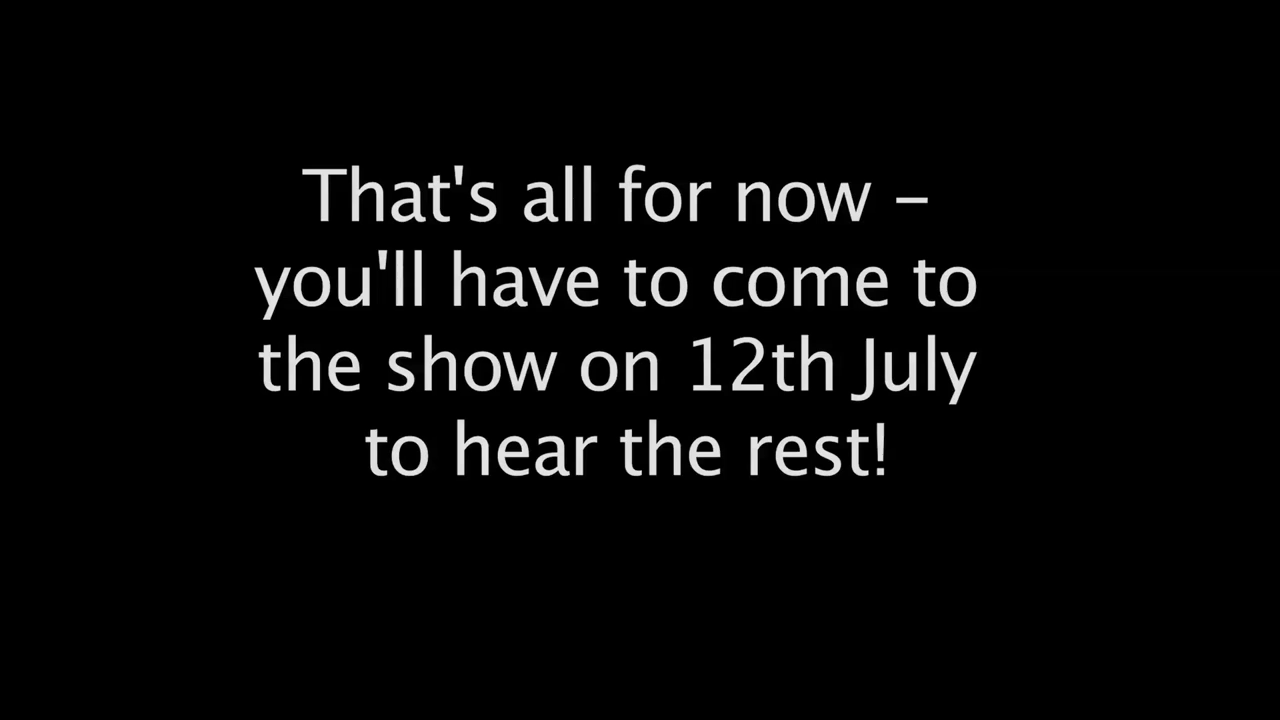 That's all for now –
you'll have to come to
the show on 12th July
to hear the rest!